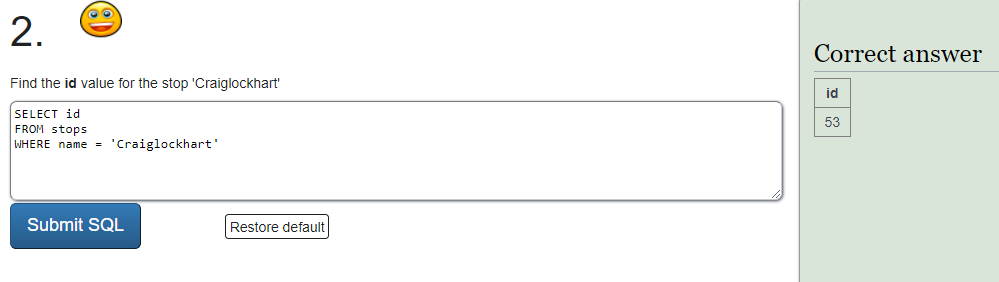 2.
Find the id value for the stop 'Craiglockhart'
SELECT id
FROM stops
WHERE name = 'Craiglockhart'
Submit SQL
Restore default
Correct answer
id
53